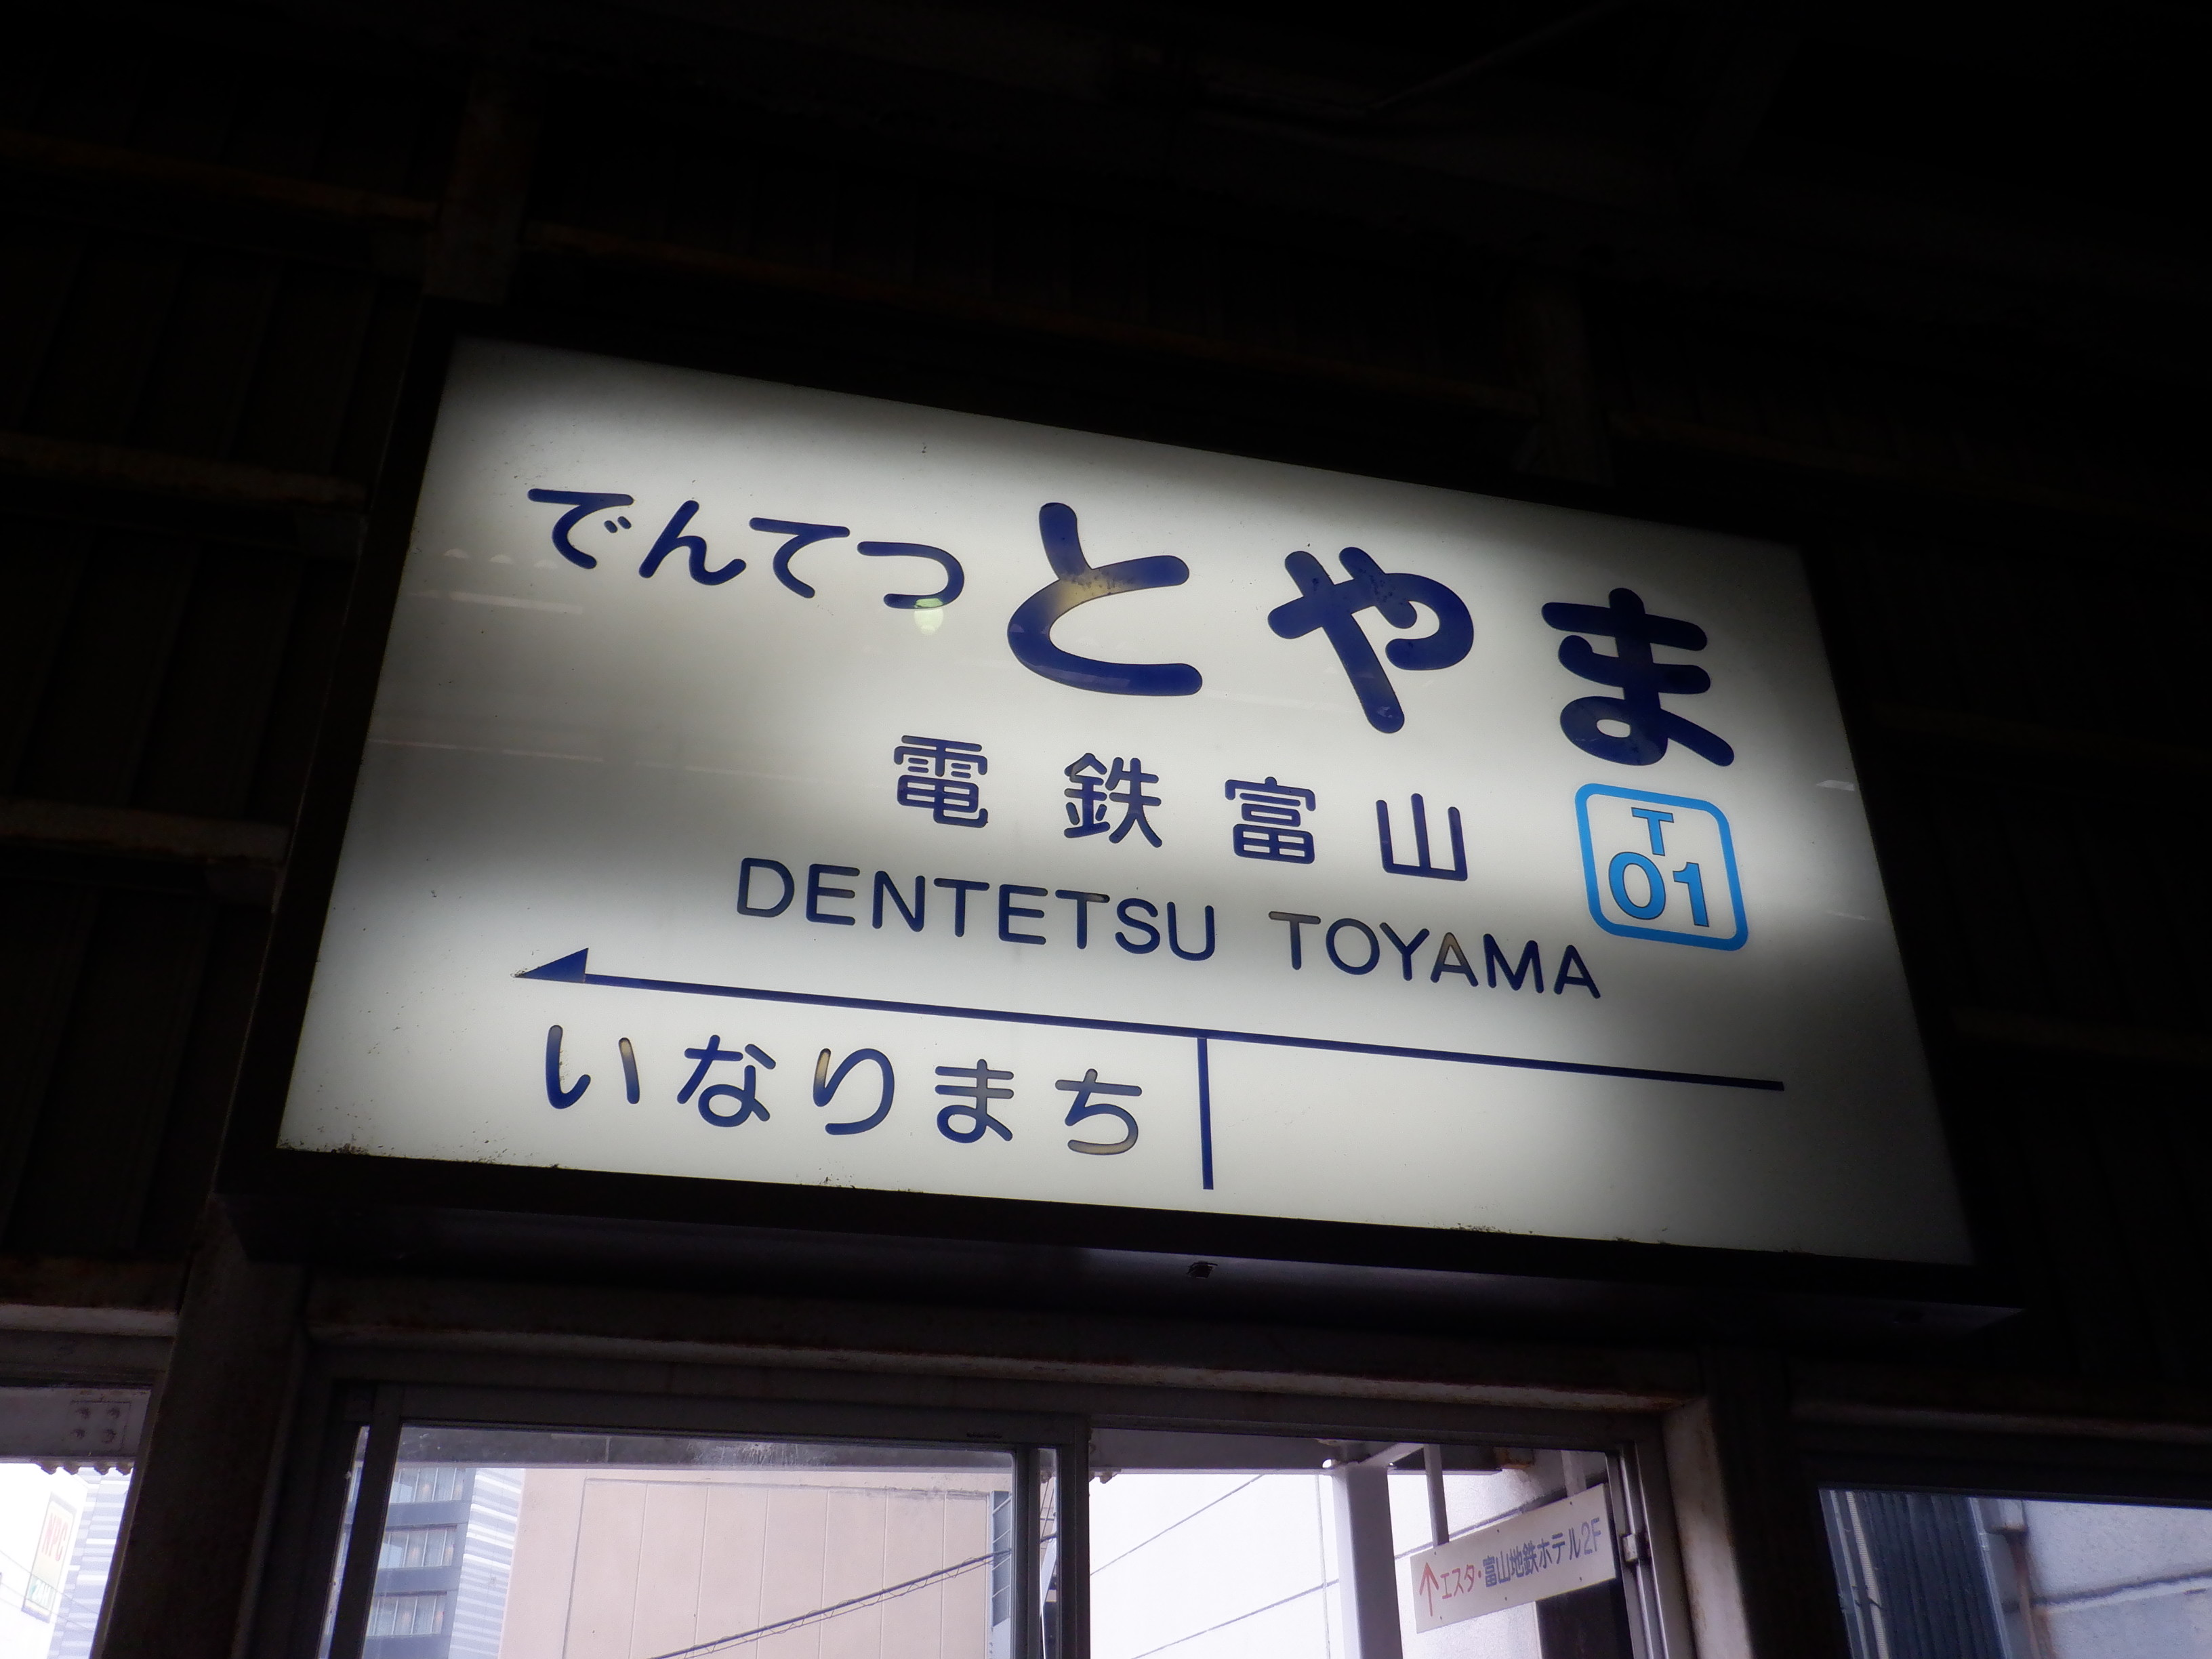 でんてつとやま
電鉄富山
T
01
DENTETSU TOYAMA
いなりまち
↑エスタ・富山地鉄ホテル2F